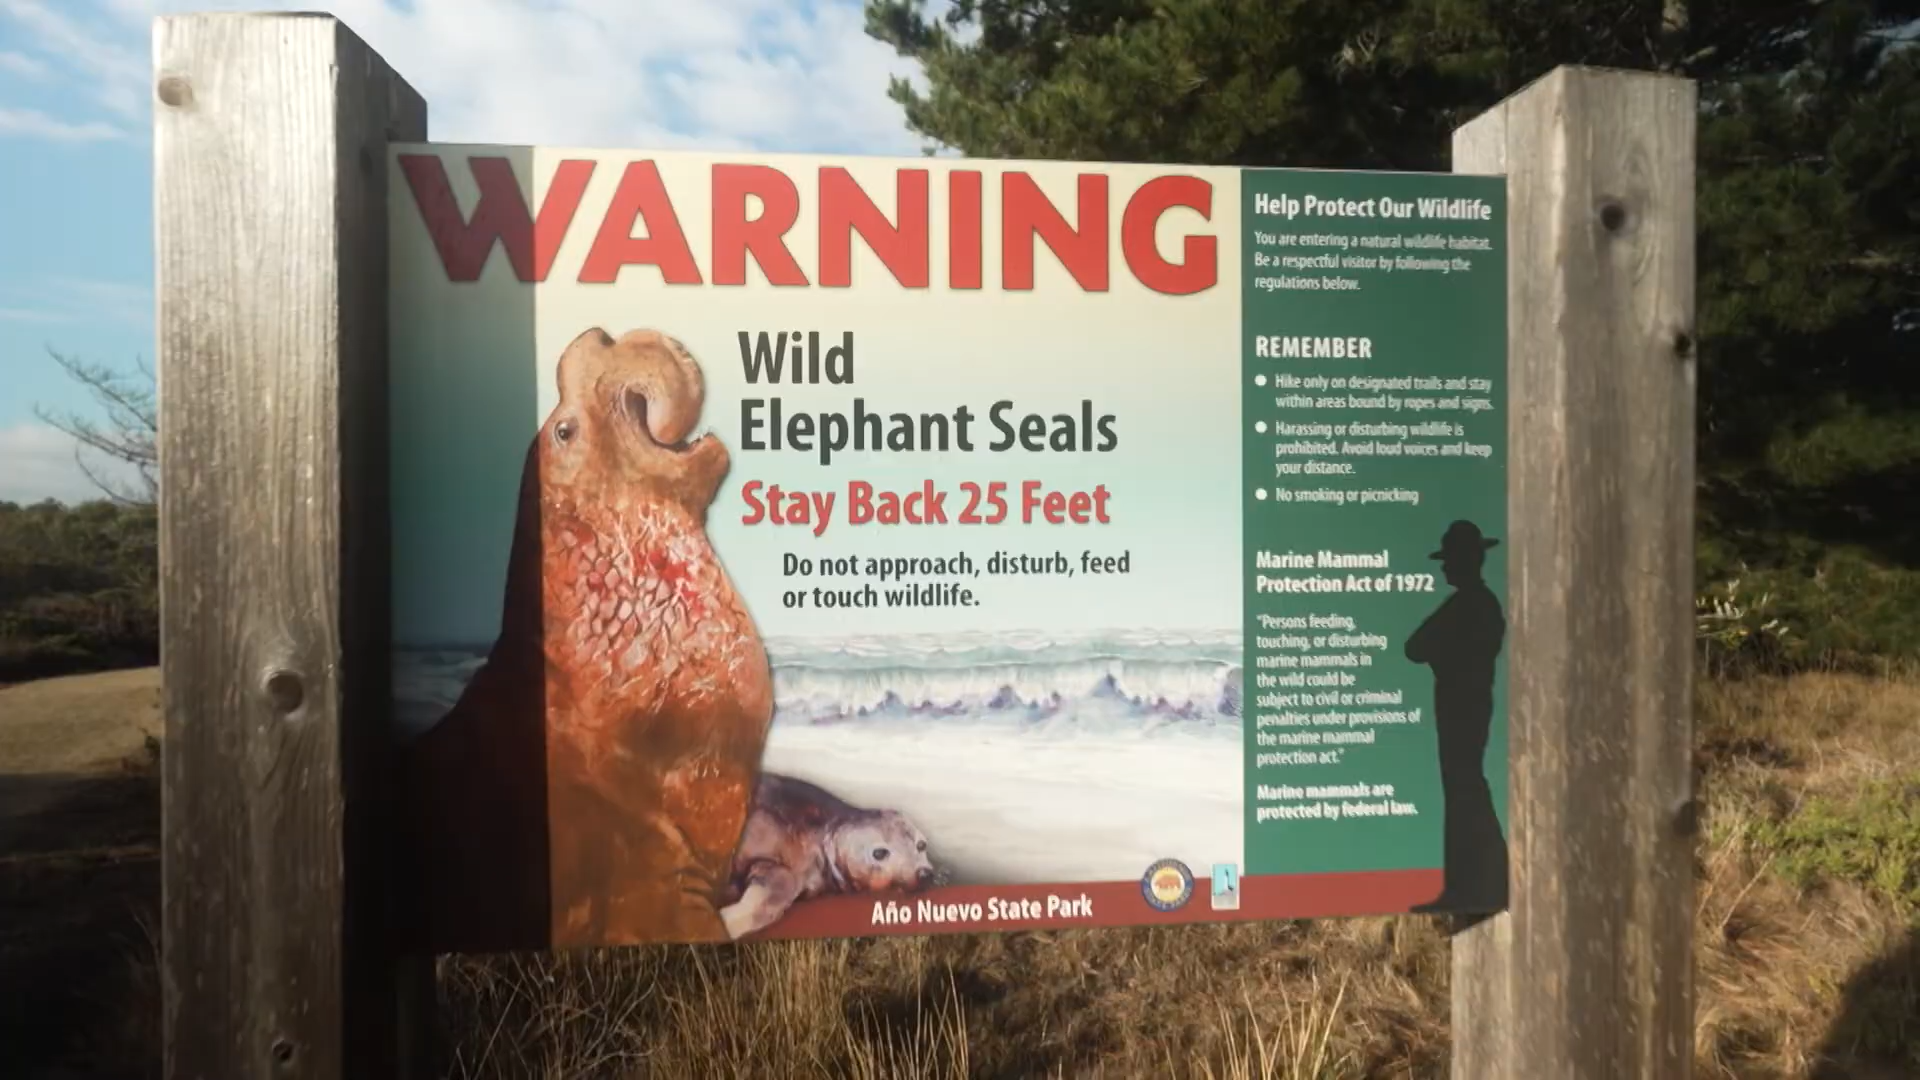 WARNING
Wild
Elephant Seals
Stay Back 25 Feet
Do not approach, disturb, feed
or touch wildlife.
Año Nuevo State Park
Help Protect Our Wildlife
You are entering a natural wildlife habitat.
Be a respectful visitor by following the
regulations below.
REMEMBER
Hike only on designated trails and stay
within areas bound by ropes and signs.
Harassing or disturbing wildlife is
prohibited. Avoid loud voices and keep
your distance.
No smoking or picnicking
Marine Mammal
Protection Act of 1972
"Persons feeding,
touching, or disturbing
marine mammals in
the wild could be
subject to civil or criminal
penalties under provisions of
the marine mammal
protection act."
Marine mammals are
protected by federal law.